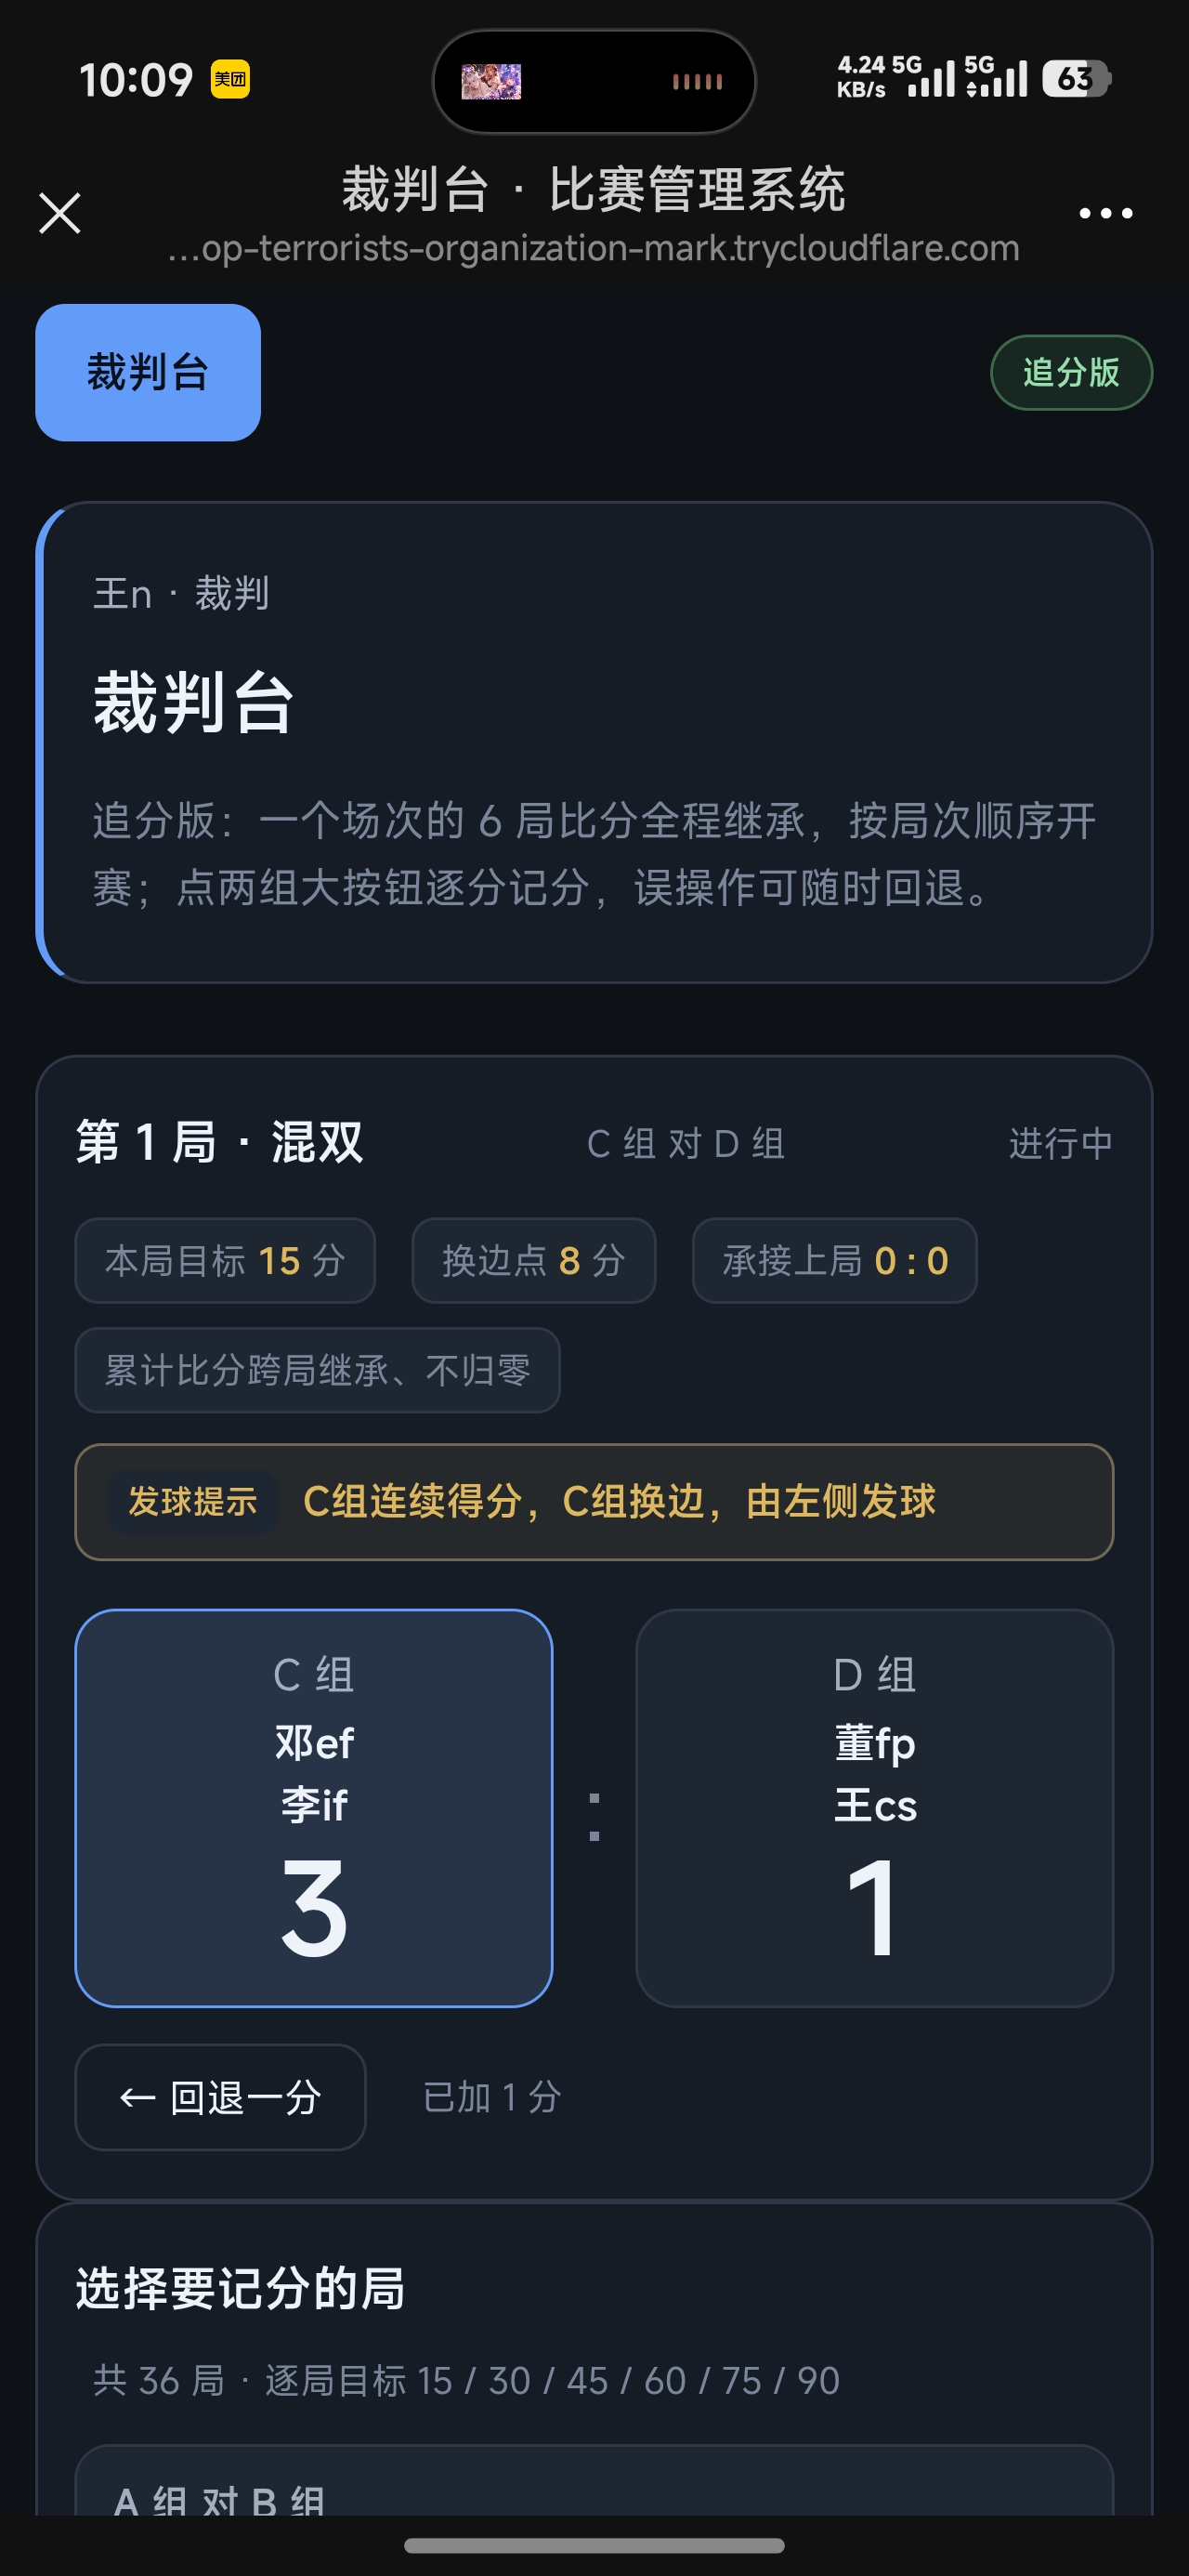 10:09 美团 4.24 KB/s 5G 5G 63
裁判台 · 比赛管理系统
...op-terrorists-organization-mark.trycloudflare.com
裁判台 追分版
王n · 裁判
裁判台
追分版：一个场次的 6 局比分全程继承，按局次顺序开
赛；点两组大按钮逐分记分，误操作可随时回退。
第 1 局 · 混双 C 组 对 D 组 进行中
本局目标 15 分 换边点 8 分 承接上局 0 : 0
累计比分跨局继承、不归零
发球提示 C组连续得分，C组换边，由左侧发球
C 组 D 组
邓ef 董fp
李if : 王cs
3 1
← 回退一分 已加 1 分
选择要记分的局
共 36 局 · 逐局目标 15 / 30 / 45 / 60 / 75 / 90
A 组 对 B 组